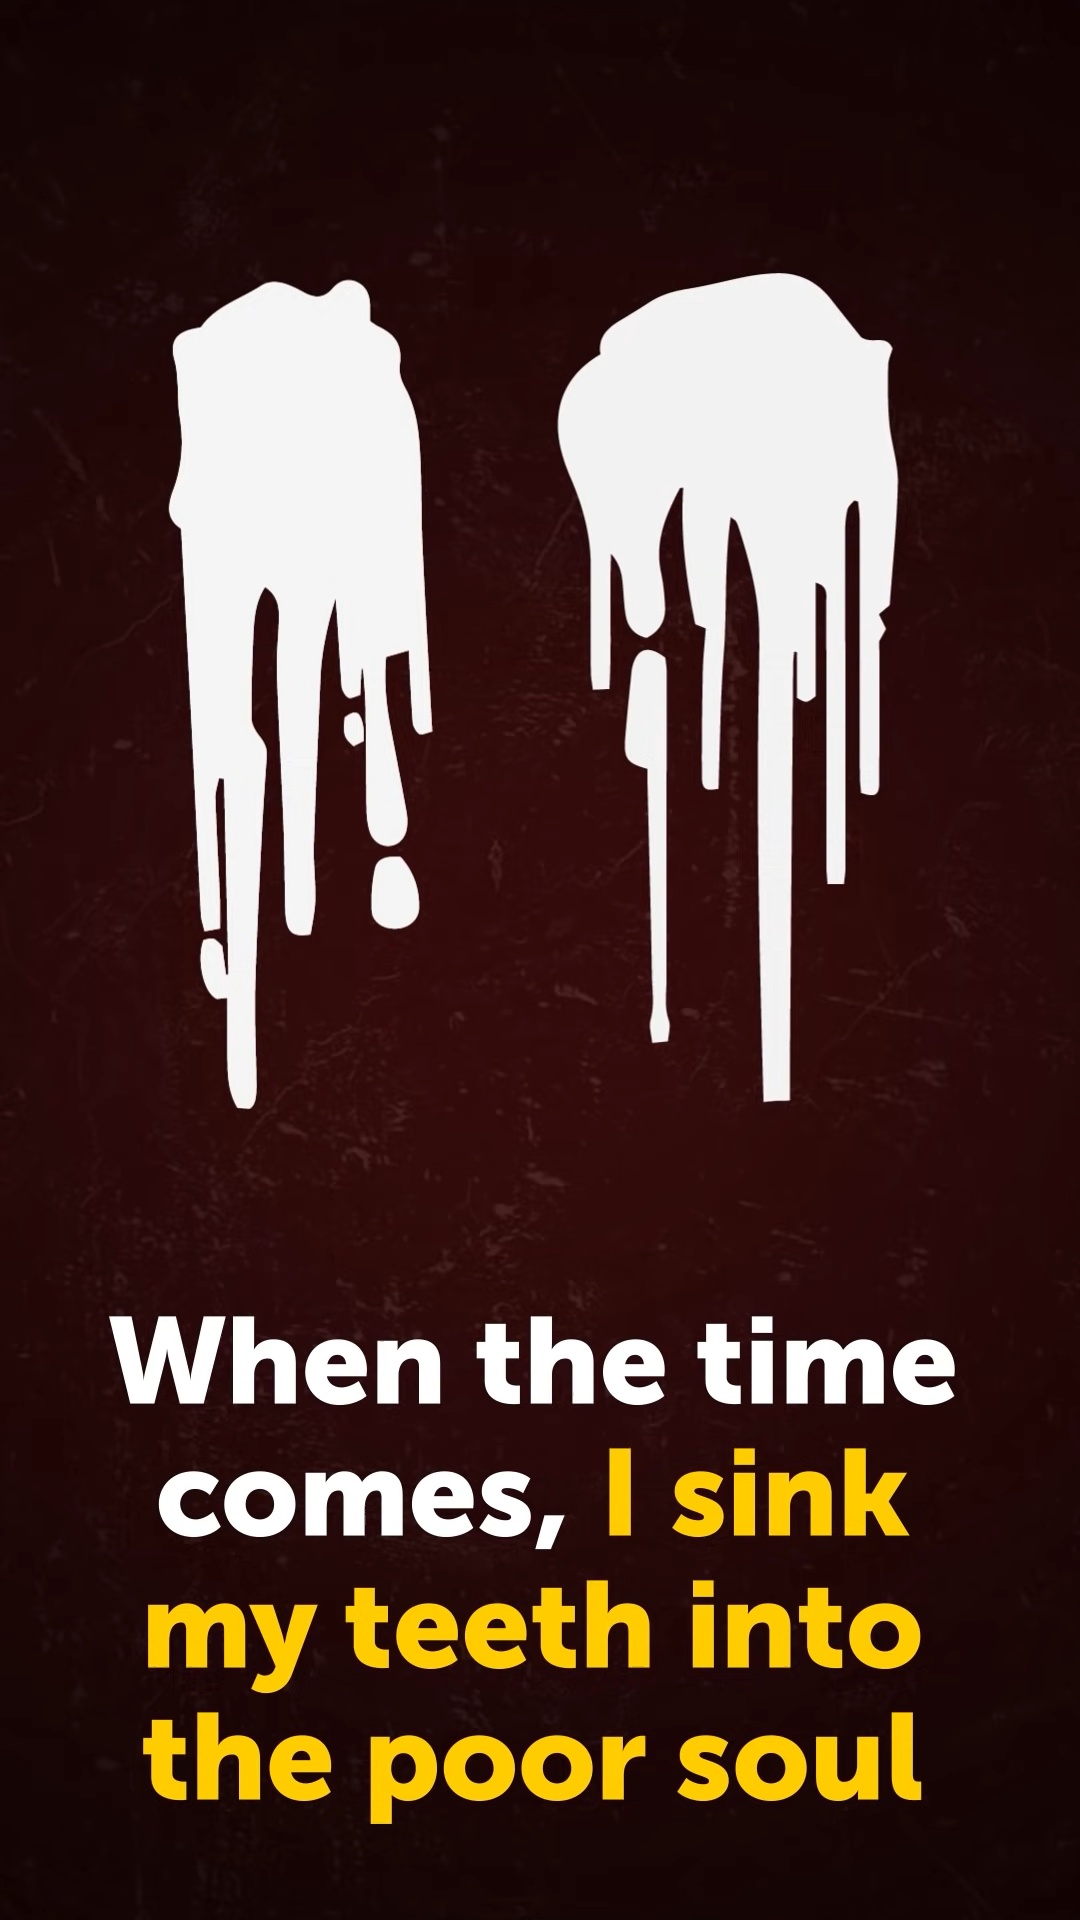 When the time
comes, I sink
my teeth into
the poor soul